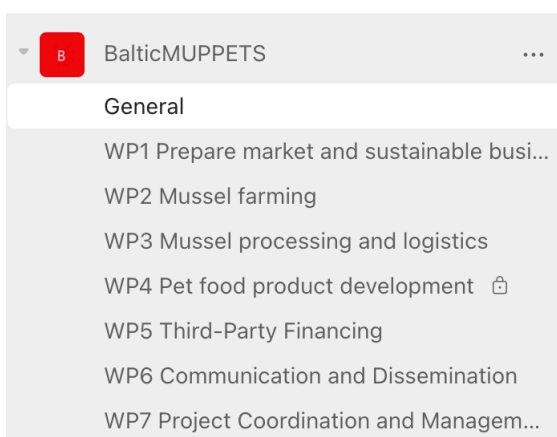 B BalticMUPPETS ...
General
WP1 Prepare market and sustainable busi...
WP2 Mussel farming
WP3 Mussel processing and logistics
WP4 Pet food product development
WP5 Third-Party Financing
WP6 Communication and Dissemination
WP7 Project Coordination and Managem...